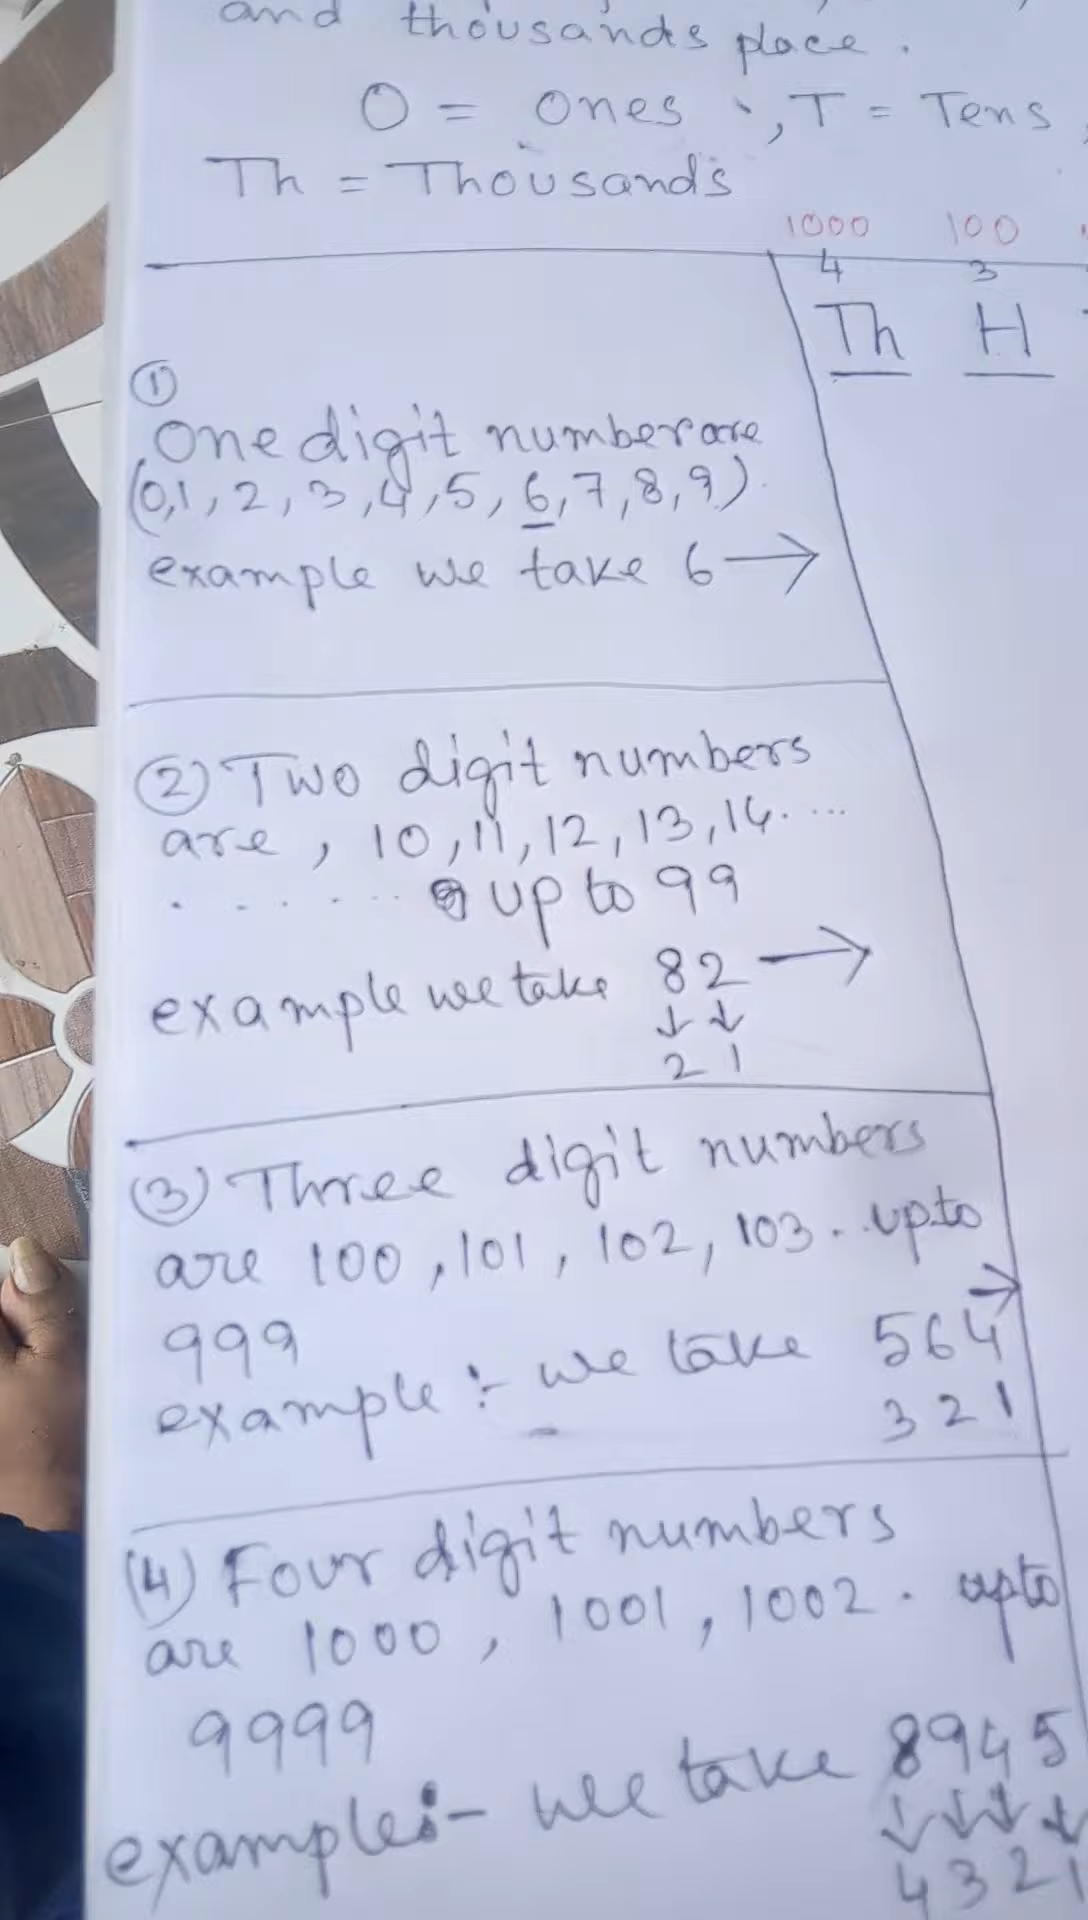 and thousands place.
O = Ones , T = Tens,
Th = Thousands
1000 100
4 3
Th H
①
One digit number are
(0,1, 2, 3, 4, 5, 6, 7, 8, 9).
example we take 6 →
② Two digit numbers
are, 10, 11, 12, 13, 14. ....
. . . . . . . . up to 99
example we take 82 →
↓ ↓
2 1
③ Three digit numbers
are 100, 101, 102, 103... upto
→
999
example :- we take 564
3 2 1
(4) Four digit numbers
are 1000, 1001, 1002. upto
9999
example:- we take 8945
↓ ↓ ↓ ↓
4 3 2 1